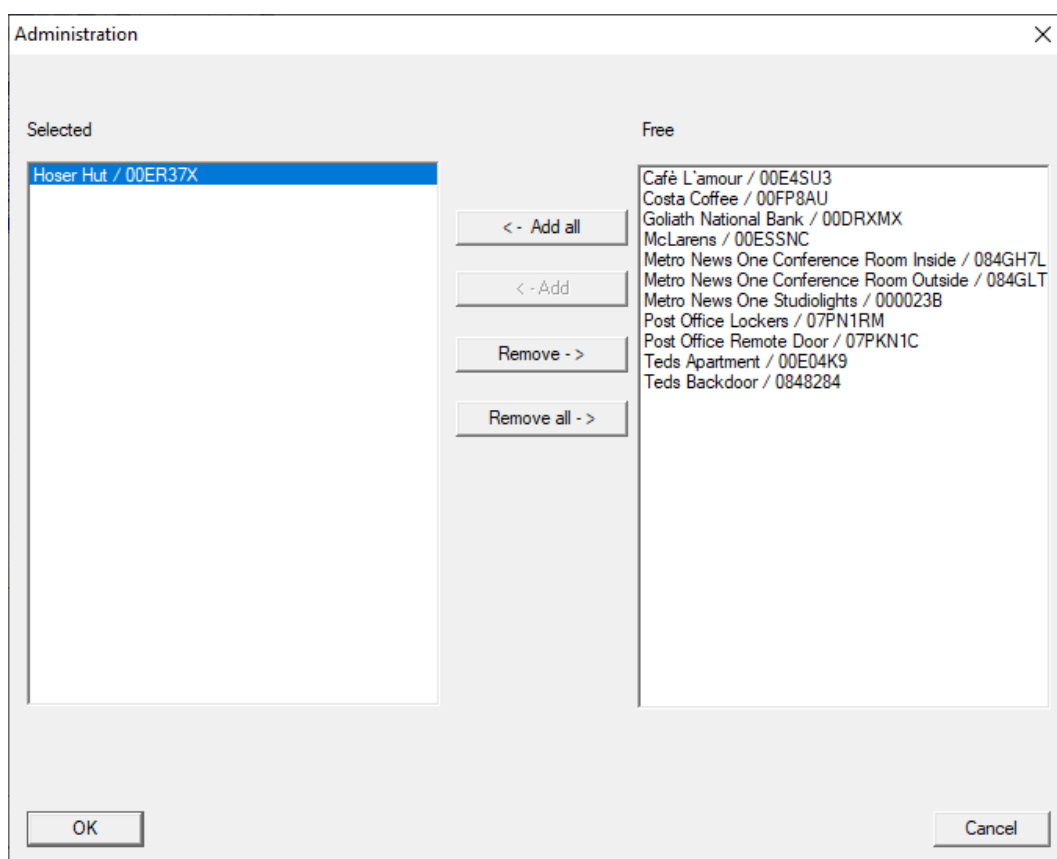 Administration
Selected
Hoser Hut / 00ER37X
<- Add all
<- Add
Remove ->
Remove all ->
Free
Cafè L`amour / 00E4SU3
Costa Coffee / 00FP8AU
Goliath National Bank / 00DRXMX
McLarens / 00ESSNC
Metro News One Conference Room Inside / 084GH7L
Metro News One Conference Room Outside / 084GLT
Metro News One Studiolights / 000023B
Post Office Lockers / 07PN1RM
Post Office Remote Door / 07PKN1C
Teds Apartment / 00E04K9
Teds Backdoor / 0848284
OK
Cancel